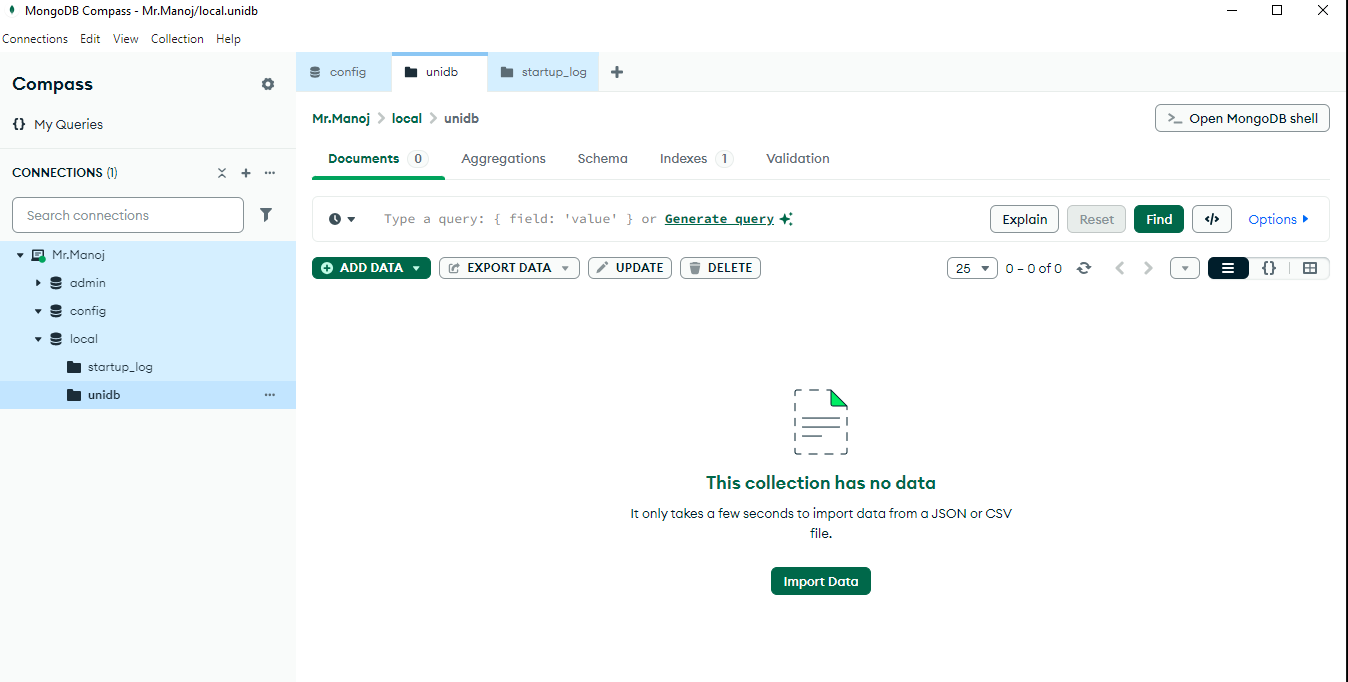 MongoDB Compass - Mr.Manoj/local.unidb
Connections Edit View Collection Help
Compass
{} My Queries
CONNECTIONS (1)
Search connections
Mr.Manoj
admin
config
local
startup_log
unidb
config unidb startup_log
Mr.Manoj > local > unidb
>_ Open MongoDB shell
Documents 0 Aggregations Schema Indexes 1 Validation
Type a query: { field: 'value' } or Generate query
Explain Reset Find </> Options
ADD DATA EXPORT DATA UPDATE DELETE
25 0 – 0 of 0 {}
This collection has no data
It only takes a few seconds to import data from a JSON or CSV
file.
Import Data